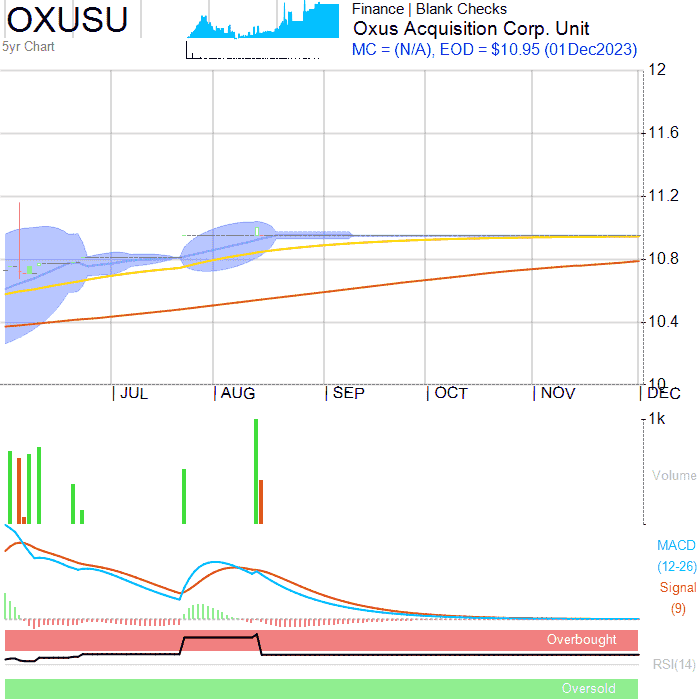 OXUSU
5yr Chart
Finance | Blank Checks
Oxus Acquisition Corp. Unit
MC = (N/A), EOD = $10.95 (01Dec2023)
12
11.6
11.2
10.8
10.4
10
JUL
AUG
SEP
OCT
NOV
DEC
1k
Volume
MACD
(12-26)
Signal
(9)
Overbought
RSI(14)
Oversold